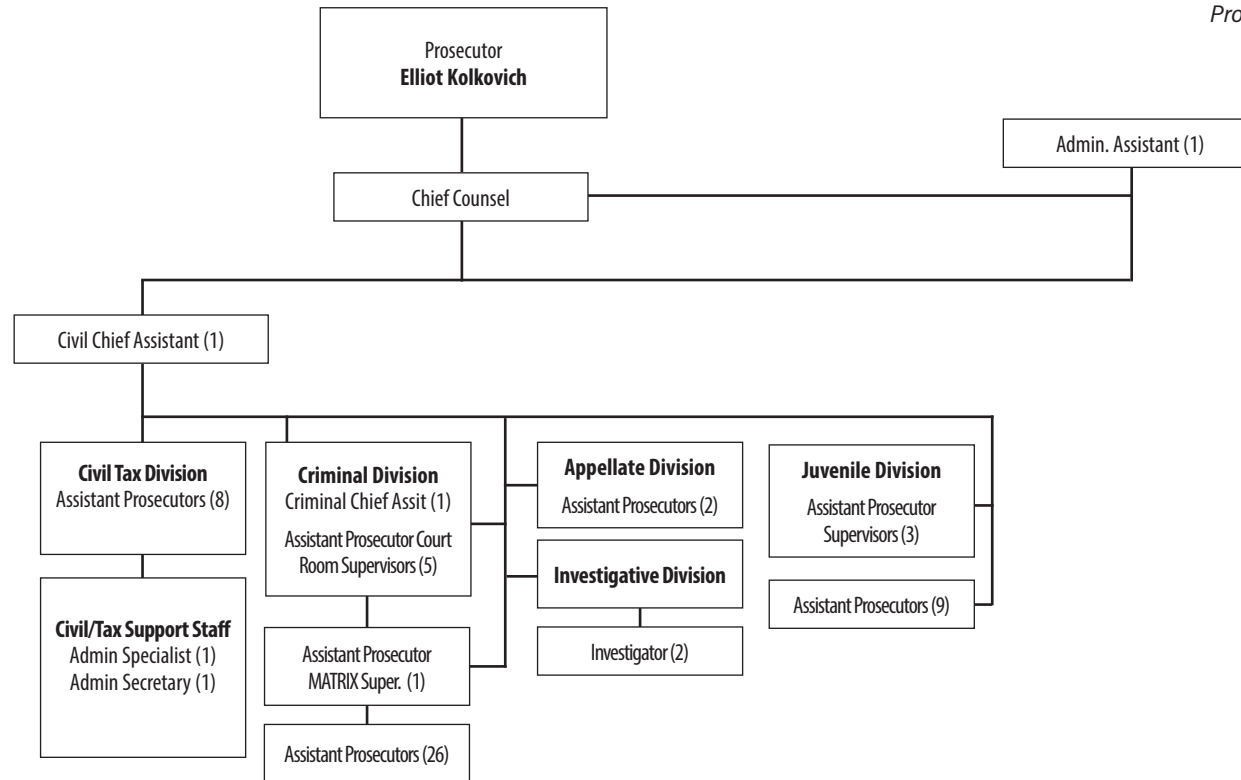 Pro
Prosecutor
Elliot Kolkovich
Admin. Assistant (1)
Chief Counsel
Civil Chief Assistant (1)
Civil Tax Division
Assistant Prosecutors (8)
Civil/Tax Support Staff
Admin Specialist (1)
Admin Secretary (1)
Criminal Division
Criminal Chief Assit (1)
Assistant Prosecutor Court
Room Supervisors (5)
Assistant Prosecutor
MATRIX Super. (1)
Assistant Prosecutors (26)
Appellate Division
Assistant Prosecutors (2)
Investigative Division
Investigator (2)
Juvenile Division
Assistant Prosecutor
Supervisors (3)
Assistant Prosecutors (9)